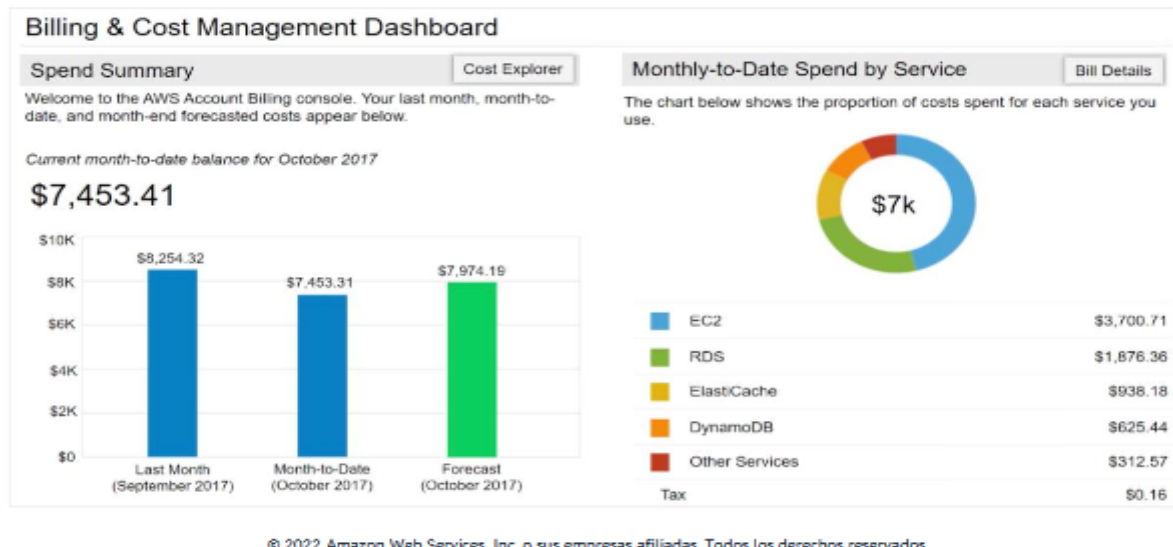 Billing & Cost Management Dashboard
Spend Summary
Cost Explorer
Welcome to the AWS Account Billing console. Your last month, month-to-
date, and month-end forecasted costs appear below.
Current month-to-date balance for October 2017
$7,453.41
$10K
$8K
$6K
$4K
$2K
$0
$8,254.32
$7,453.31
$7,974.19
Last Month
(September 2017)
Month-to-Date
(October 2017)
Forecast
(October 2017)
Monthly-to-Date Spend by Service
Bill Details
The chart below shows the proportion of costs spent for each service you
use.
$7k
EC2 $3,700.71
RDS $1,876.36
ElastiCache $938.18
DynamoDB $625.44
Other Services $312.57
Tax $0.16
© 2022 Amazon Web Services, Inc. o sus empresas afiliadas. Todos los derechos reservados.